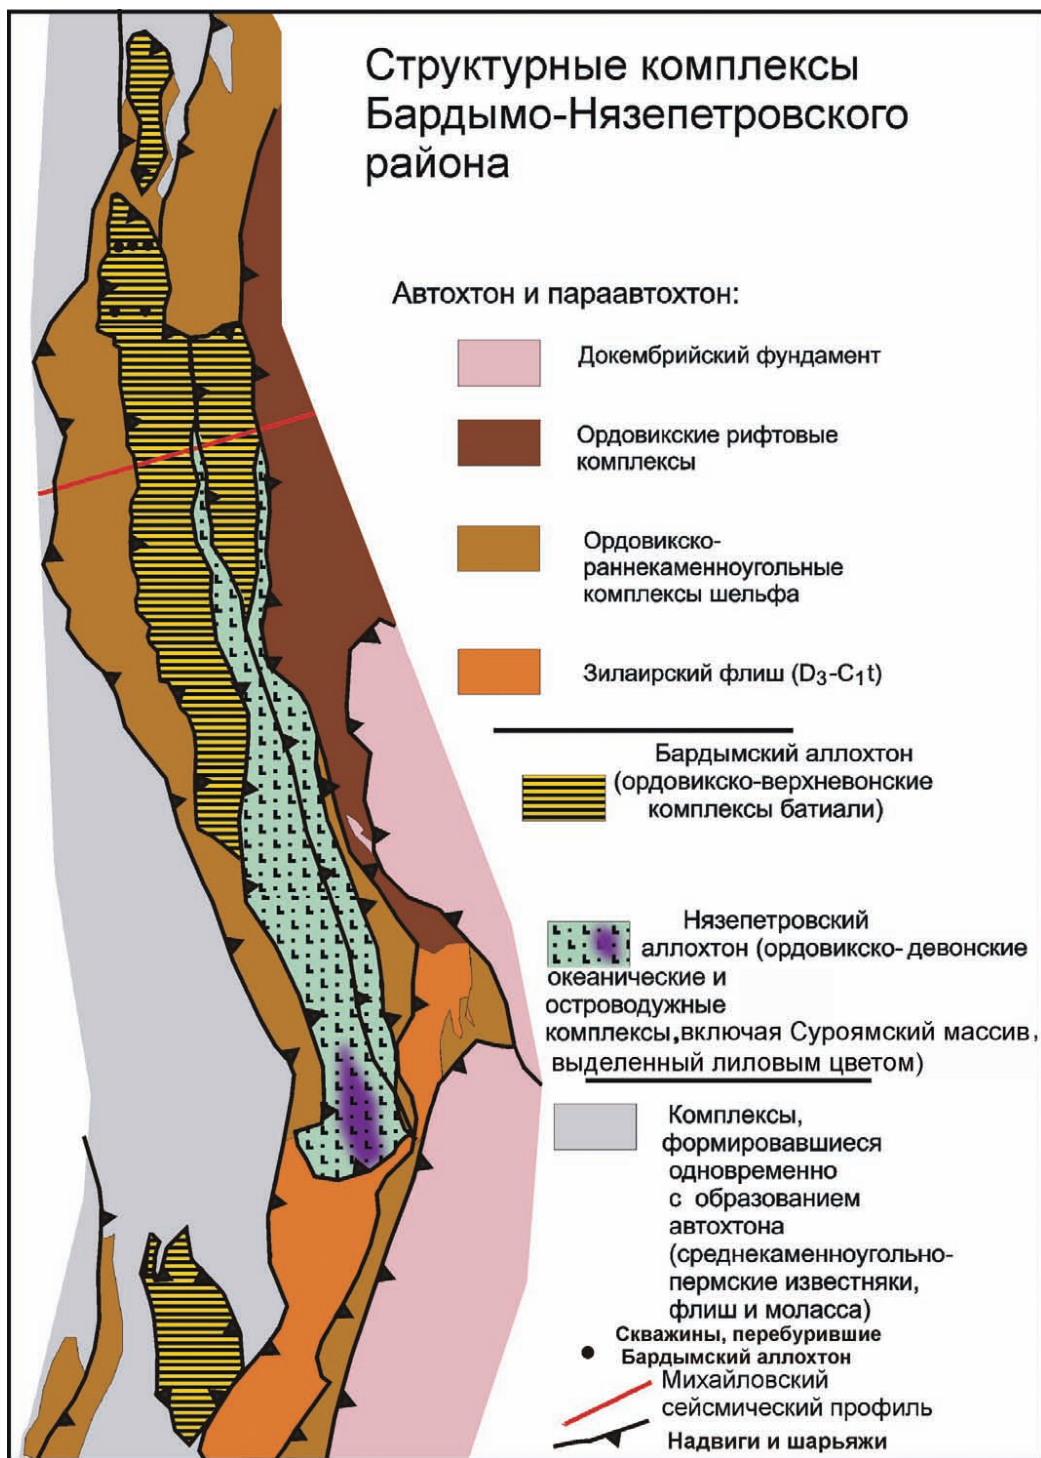 Структурные комплексы
Бардымо-Нязепетровского
района
Автохтон и параавтохтон:
Докембрийский фундамент
Ордовикские рифтовые
комплексы
Ордовикско-
раннекаменноугольные
комплексы шельфа
Зилаирский флиш (D₃-C₁t)
Бардымский аллохтон
(ордовикско-верхневонские
комплексы батиали)
Нязепетровский
аллохтон (ордовикско-девонские
океанические и
островодужные
комплексы,включая Суроямский массив,
выделенный лиловым цветом)
Комплексы,
формировавшиеся
одновременно
с образованием
автохтона
(среднекаменноугольно-
пермские известняки,
флиш и моласса)
Скважины, перебурившие
Бардымский аллохтон
Михайловский
сейсмический профиль
Надвиги и шарьяжи